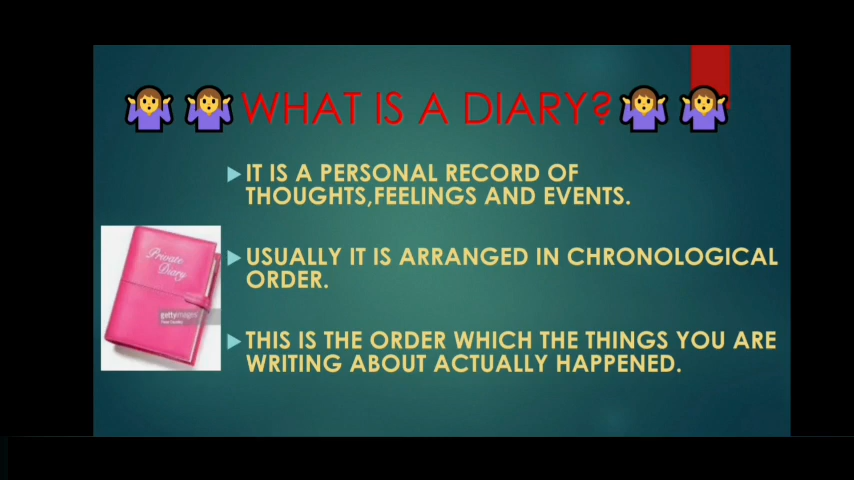 WHAT IS A DIARY?
IT IS A PERSONAL RECORD OF
THOUGHTS,FEELINGS AND EVENTS.
USUALLY IT IS ARRANGED IN CHRONOLOGICAL
ORDER.
Private
Diary
gettyimages
THIS IS THE ORDER WHICH THE THINGS YOU ARE
WRITING ABOUT ACTUALLY HAPPENED.